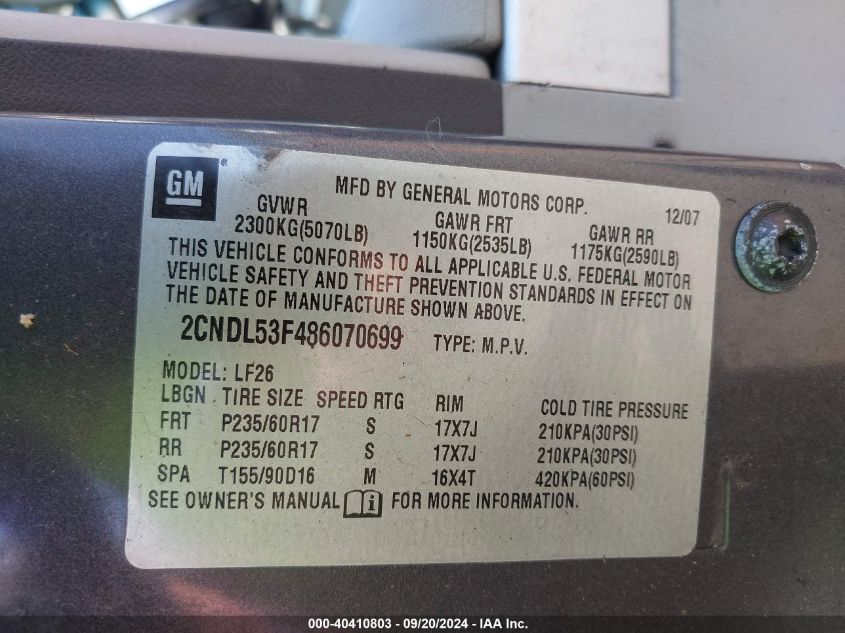 GM ®
MFD BY GENERAL MOTORS CORP. 12/07
GVWR GAWR FRT GAWR RR
2300KG(5070LB) 1150KG(2535LB) 1175KG(2590LB)
THIS VEHICLE CONFORMS TO ALL APPLICABLE U.S. FEDERAL MOTOR
VEHICLE SAFETY AND THEFT PREVENTION STANDARDS IN EFFECT ON
THE DATE OF MANUFACTURE SHOWN ABOVE.
2CNDL53F486070699 TYPE: M.P.V.
MODEL: LF26
LBGN TIRE SIZE SPEED RTG RIM COLD TIRE PRESSURE
FRT P235/60R17 S 17X7J 210KPA(30PSI)
RR P235/60R17 S 17X7J 210KPA(30PSI)
SPA T155/90D16 M 16X4T 420KPA(60PSI)
SEE OWNER'S MANUAL i FOR MORE INFORMATION.
000-40410803 - 09/20/2024 - IAA Inc.